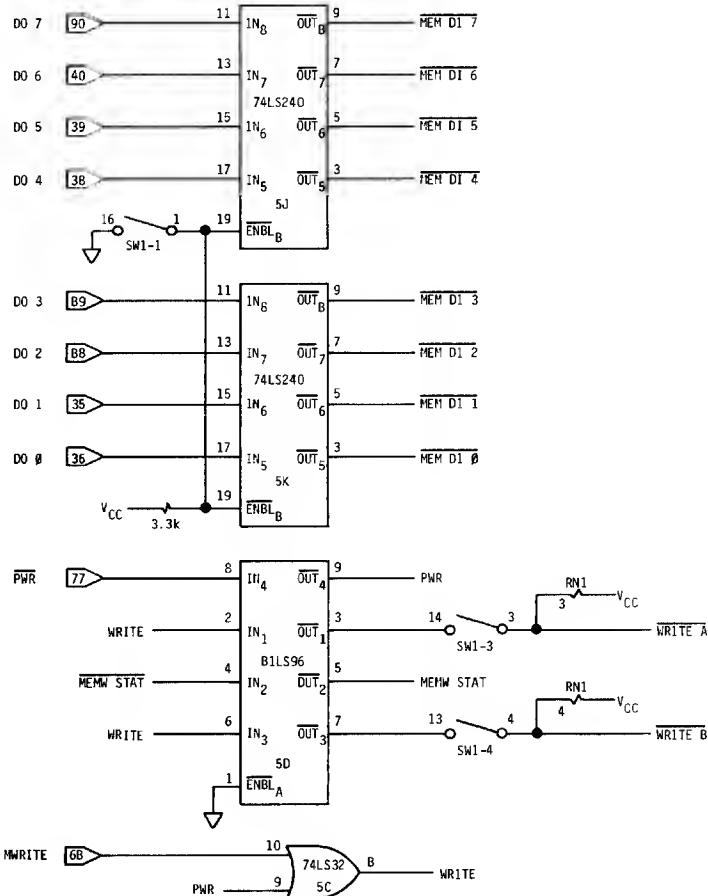 DO 7 90 11 IN8 OUT8 9 MEM DI 7
DO 6 40 13 IN7 OUT7 7 MEM DI 6
74LS240
DO 5 39 15 IN6 OUT6 5 MEM DI 5
DO 4 38 17 IN5 OUT5 3 MEM DI 4
5J
16 1 19 ENBLB
SW1-1
DO 3 89 11 IN8 OUT8 9 MEM DI 3
DO 2 88 13 IN7 OUT7 7 MEM DI 2
74LS240
DO 1 35 15 IN6 OUT6 5 MEM DI 1
DO Ø 36 17 IN5 OUT5 3 MEM DI Ø
5K
VCC 19 ENBLB
3.3k
PWR 77 8 IN4 OUT4 9 PWR
RN1
3 VCC
WRITE 2 IN1 OUT1 3 14 3 WRITE A
SW1-3
81LS96
MEMW STAT 4 IN2 OUT2 5 MEMW STAT
RN1
4 VCC
WRITE 6 IN3 OUT3 7 13 4 WRITE B
SW1-4
5D
1 ENBLA
MWRITE 68 10 74LS32 8 WRITE
PWR 9 5C